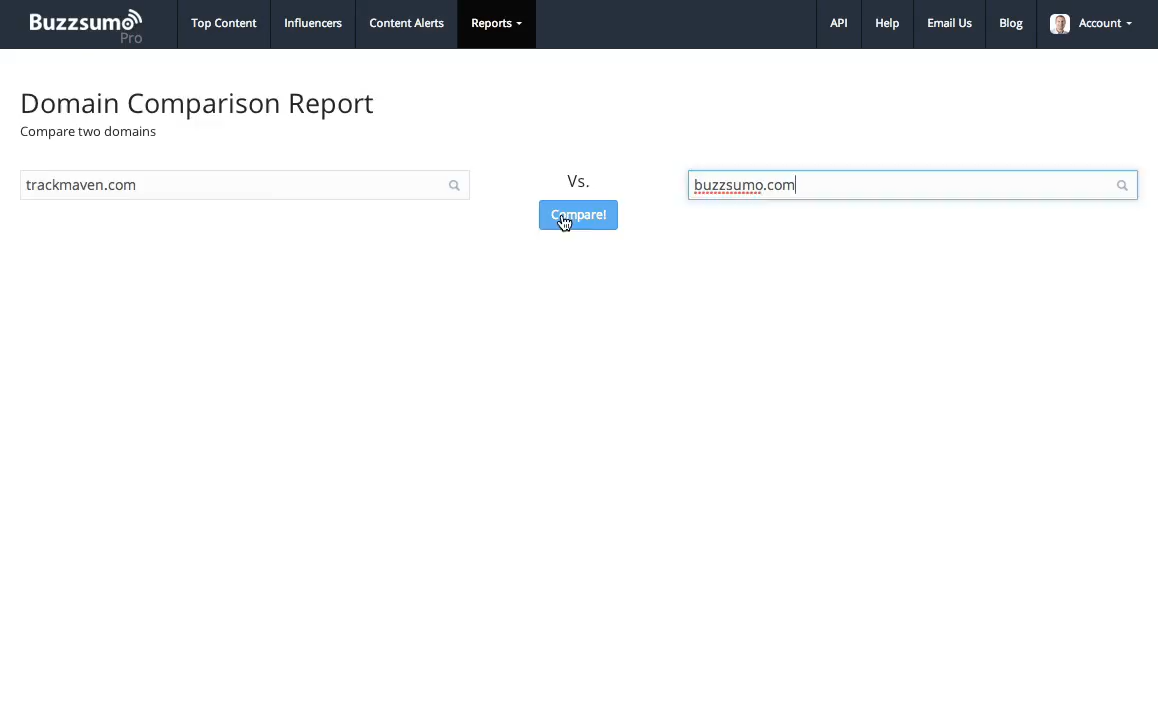 Buzzsumo Pro Top Content Influencers Content Alerts Reports API Help Email Us Blog Account
Domain Comparison Report
Compare two domains
trackmaven.com Vs. buzzsumo.com
Compare!